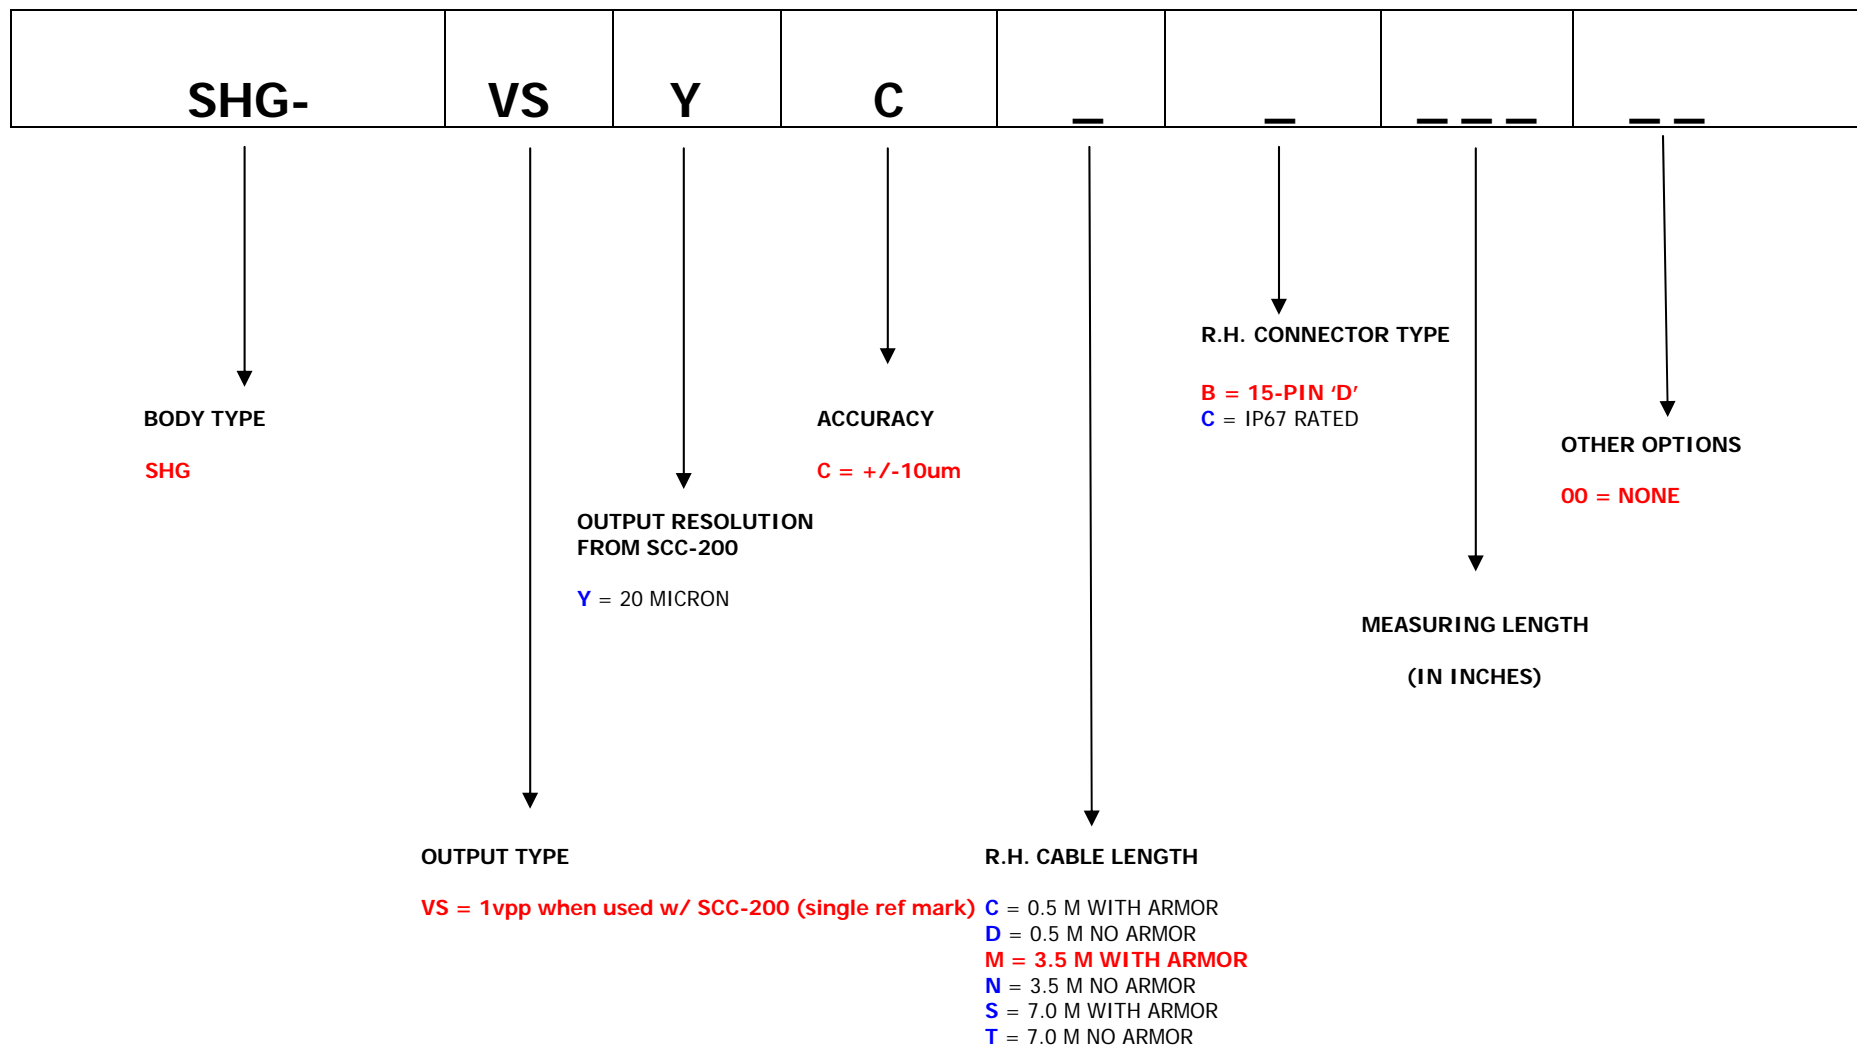 SHG- VS Y C _ _ _ _ _ _ _
BODY TYPE
SHG
OUTPUT TYPE
VS = 1vpp when used w/ SCC-200 (single ref mark)
OUTPUT RESOLUTION
FROM SCC-200
Y = 20 MICRON
ACCURACY
C = +/-10um
R.H. CABLE LENGTH
C = 0.5 M WITH ARMOR
D = 0.5 M NO ARMOR
M = 3.5 M WITH ARMOR
N = 3.5 M NO ARMOR
S = 7.0 M WITH ARMOR
T = 7.0 M NO ARMOR
R.H. CONNECTOR TYPE
B = 15-PIN ‘D’
C = IP67 RATED
MEASURING LENGTH
(IN INCHES)
OTHER OPTIONS
00 = NONE